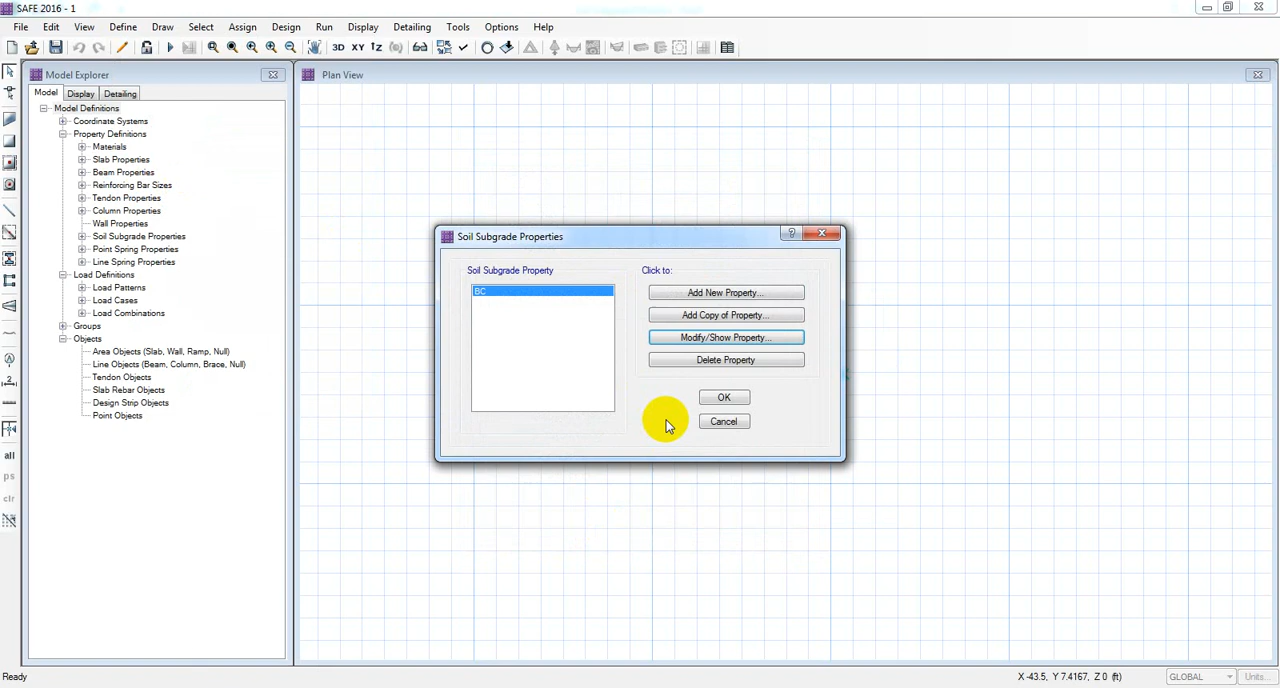 SAFE 2016 - 1
File Edit View Define Draw Select Assign Design Run Display Detailing Tools Options Help
3D XY
Model Explorer
Model Display Detailing
Model Definitions
Coordinate Systems
Property Definitions
Materials
Slab Properties
Beam Properties
Reinforcing Bar Sizes
Tendon Properties
Column Properties
Wall Properties
Soil Subgrade Properties
Point Spring Properties
Line Spring Properties
Load Definitions
Load Patterns
Load Cases
Load Combinations
Groups
Objects
Area Objects (Slab, Wall, Ramp, Null)
Line Objects (Beam, Column, Brace, Null)
Tendon Objects
Slab Rebar Objects
Design Strip Objects
Point Objects
all
ps
clr
Plan View
Soil Subgrade Properties
Soil Subgrade Property
BC
Click to:
Add New Property...
Add Copy of Property...
Modify/Show Property...
Delete Property
OK
Cancel
Ready
X -43.5, Y 7.4167, Z 0 (ft)
GLOBAL
Units...